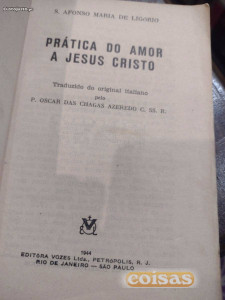 S. AFONSO MARIA DE LIGÓRIO
PRÁTICA DO AMOR
A JESUS CRISTO
Traduzido do original italiano
pelo
P. OSCAR DAS CHAGAS AZEREDO C. SS. R.
1944
EDITORA VOZES Ltda., PETROPOLIS, R. J.
RIO DE JANEIRO — SÃO PAULO
coisas